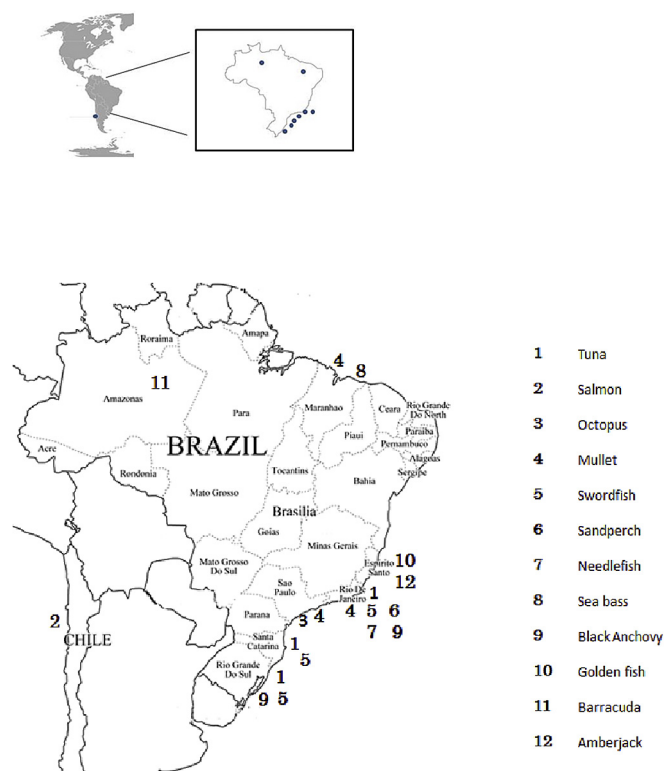 Roraima
Amapa
4
8
11
Amazonas
Para
Maranhao
Ceara
Rio Grande
Do North
Paraiba
Piaui
Pernambuco
BRAZIL
Acre
Alagoas
Sergipe
Rondonia
Tocantins
Bahia
Mato Grosso
Brasilia
Goias
Minas Gerais
Mato Grosso
Do Sul
Espirito
Santo
10
12
Sao
Paulo
Rio De
Janeiro
1
2
CHILE
Parana
3 4
4 5 6
7 9
Santa
Catarina
1
5
Rio Grande
Do Sul
1
9 5
1 Tuna
2 Salmon
3 Octopus
4 Mullet
5 Swordfish
6 Sandperch
7 Needlefish
8 Sea bass
9 Black Anchovy
10 Golden fish
11 Barracuda
12 Amberjack